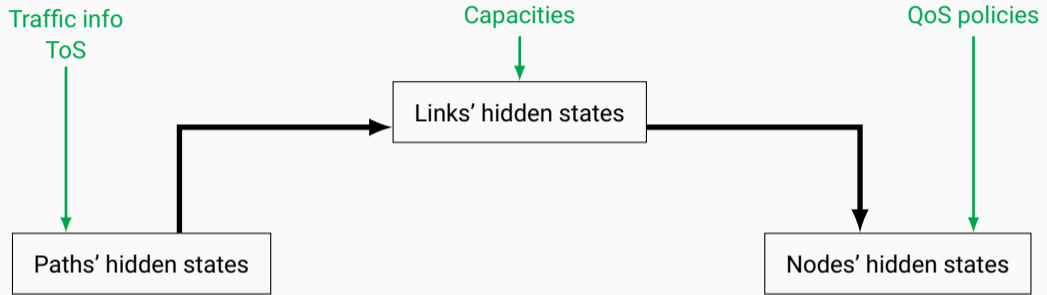 Traffic info
ToS
Capacities
QoS policies
Links’ hidden states
Paths’ hidden states
Nodes’ hidden states